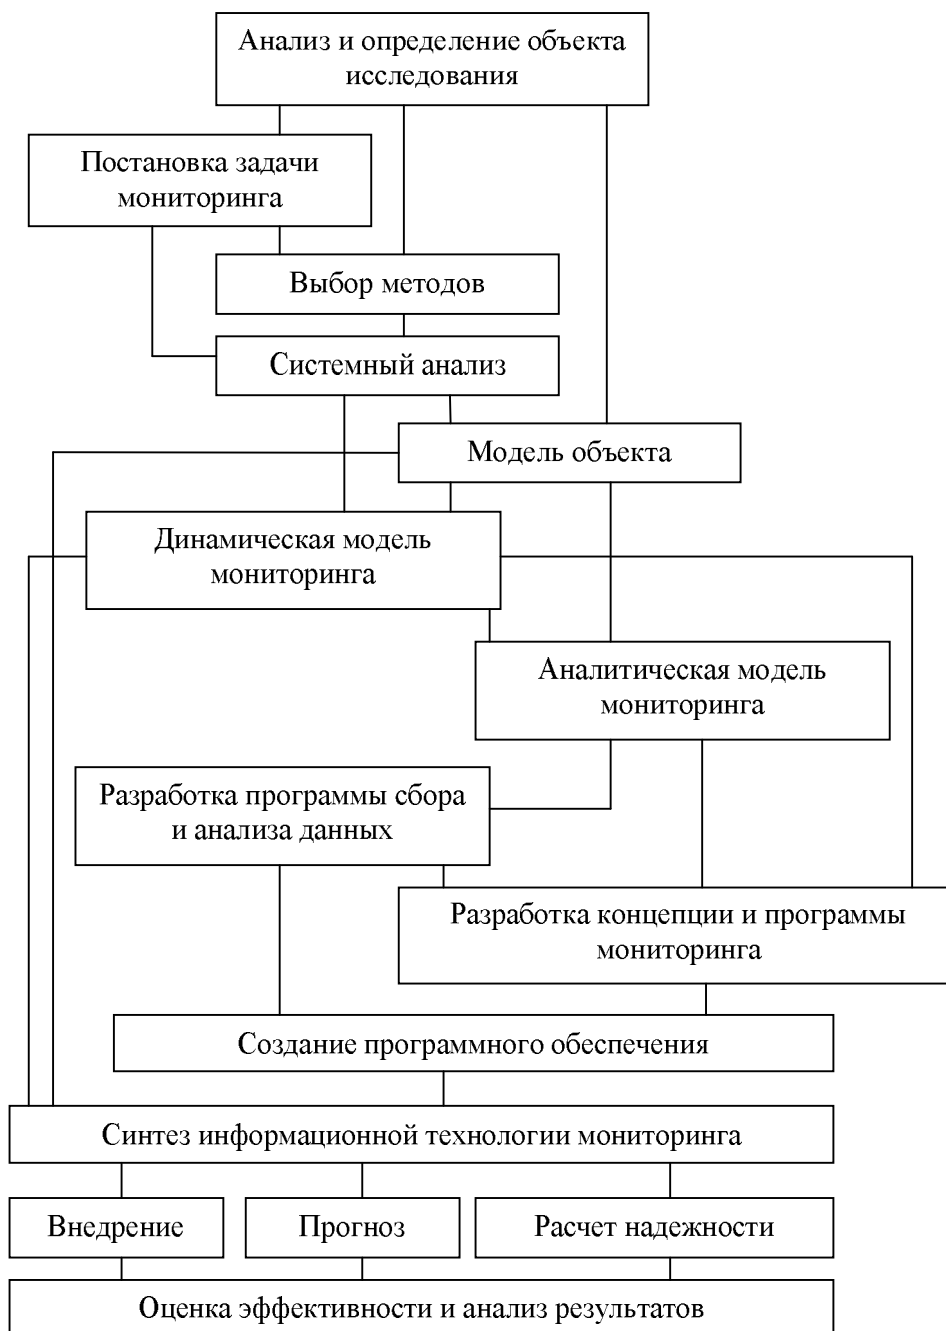 Анализ и определение объекта
исследования
Постановка задачи
мониторинга
Выбор методов
Системный анализ
Модель объекта
Динамическая модель
мониторинга
Аналитическая модель
мониторинга
Разработка программы сбора
и анализа данных
Разработка концепции и программы
мониторинга
Создание программного обеспечения
Синтез информационной технологии мониторинга
Внедрение
Прогноз
Расчет надежности
Оценка эффективности и анализ результатов